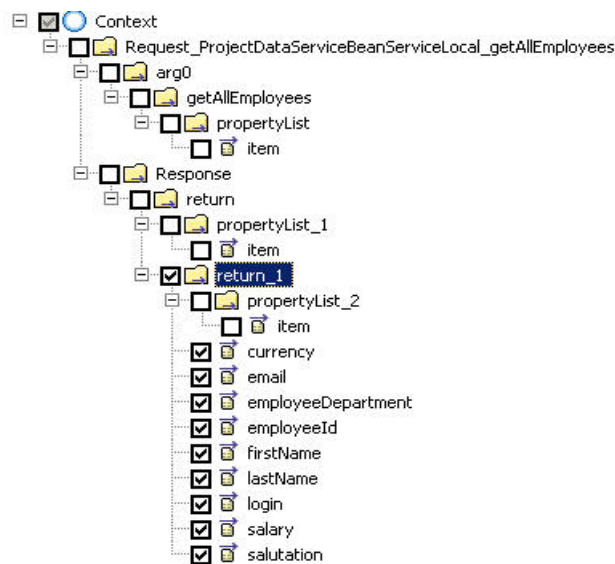 Context
Request_ProjectDataServiceBeanServiceLocal_getAllEmployees
arg0
getAllEmployees
propertyList
item
Response
return
propertyList_1
item
return_1
propertyList_2
item
currency
email
employeeDepartment
employeeId
firstName
lastName
login
salary
salutation